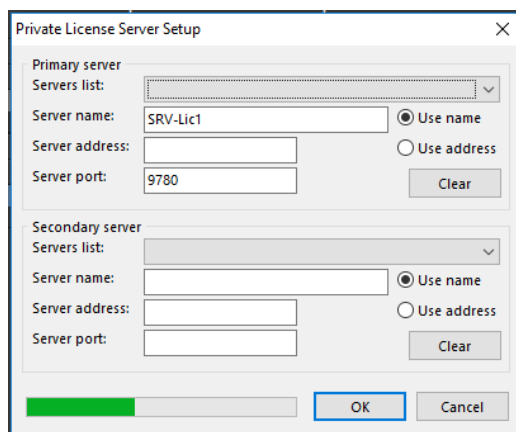 Private License Server Setup
Primary server
Servers list:
Server name: SRV-Lic1 Use name
Server address: Use address
Server port: 9780 Clear
Secondary server
Servers list:
Server name: Use name
Server address: Use address
Server port: Clear
OK Cancel